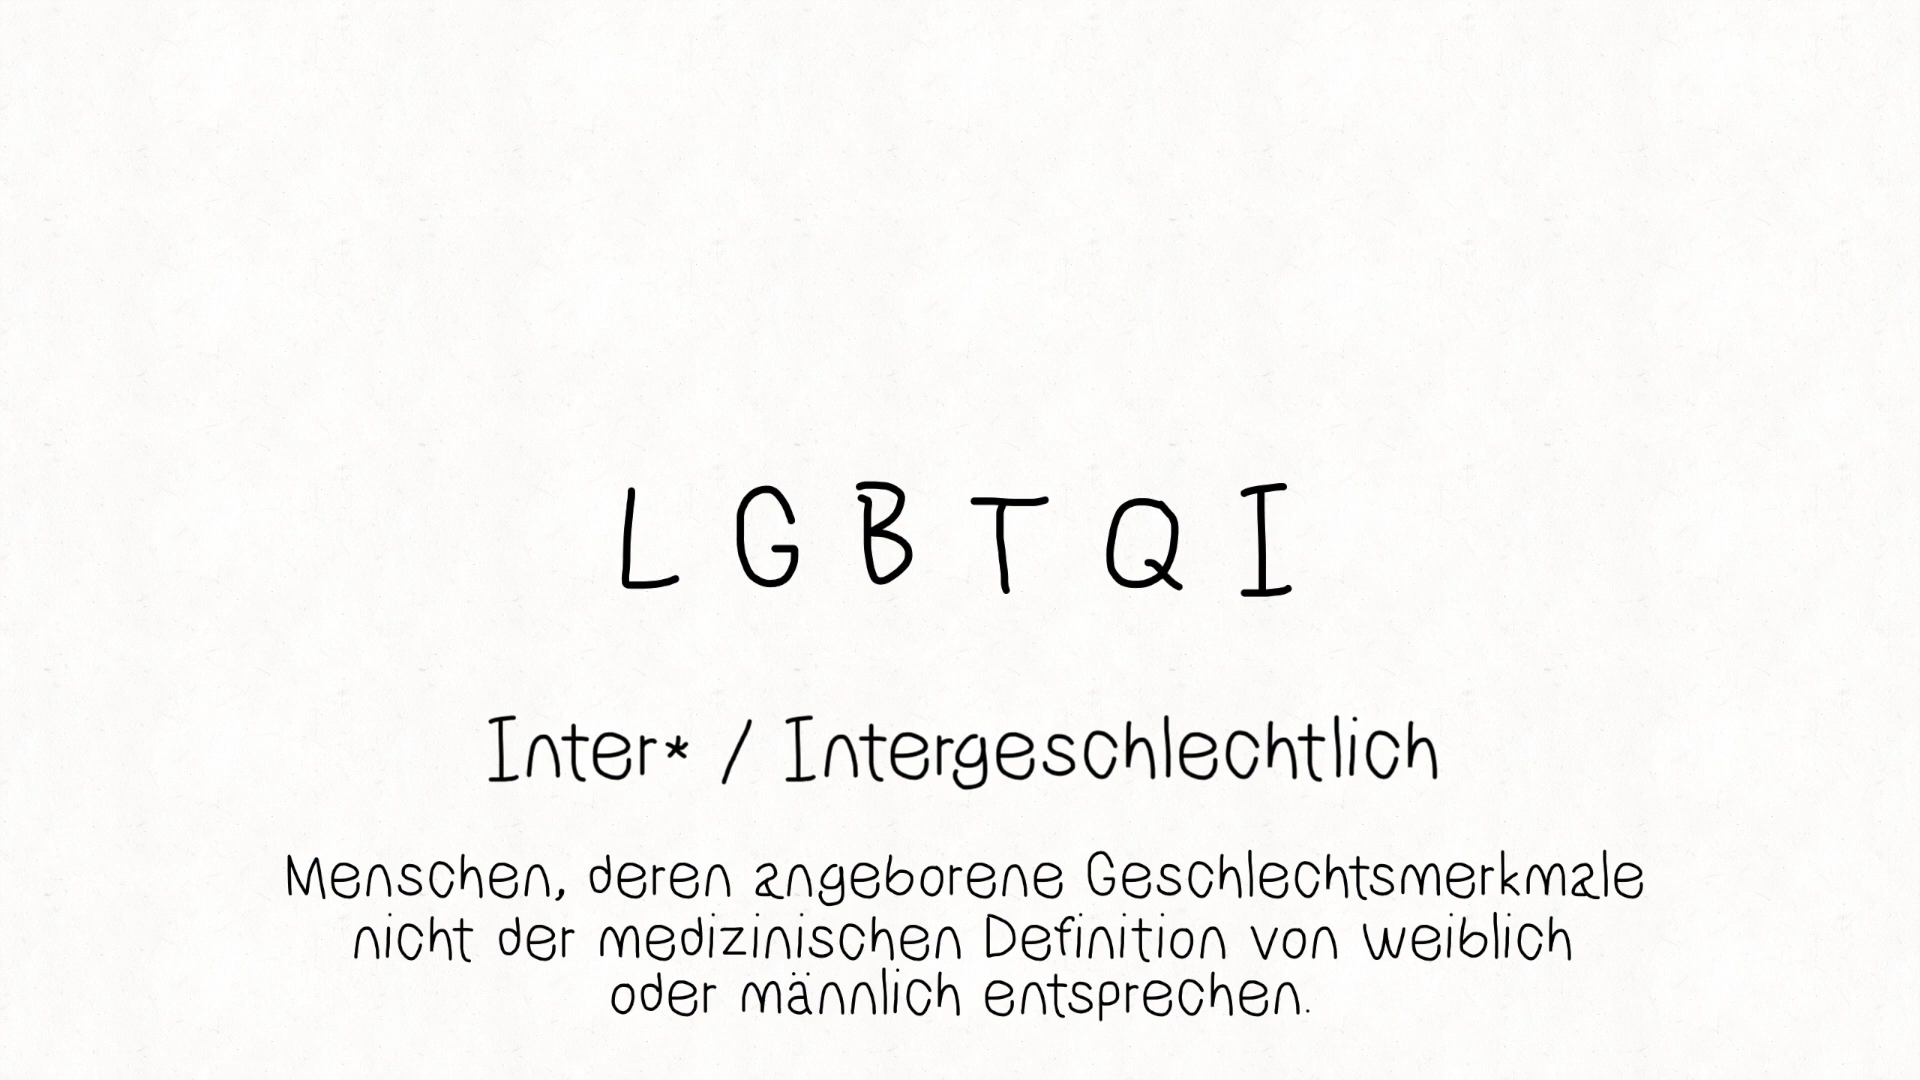 L G B T Q I
Inter* / Intergeschlechtlich
Menschen, deren angeborene Geschlechtsmerkmale
nicht der medizinischen Definition von weiblich
oder männlich entsprechen.